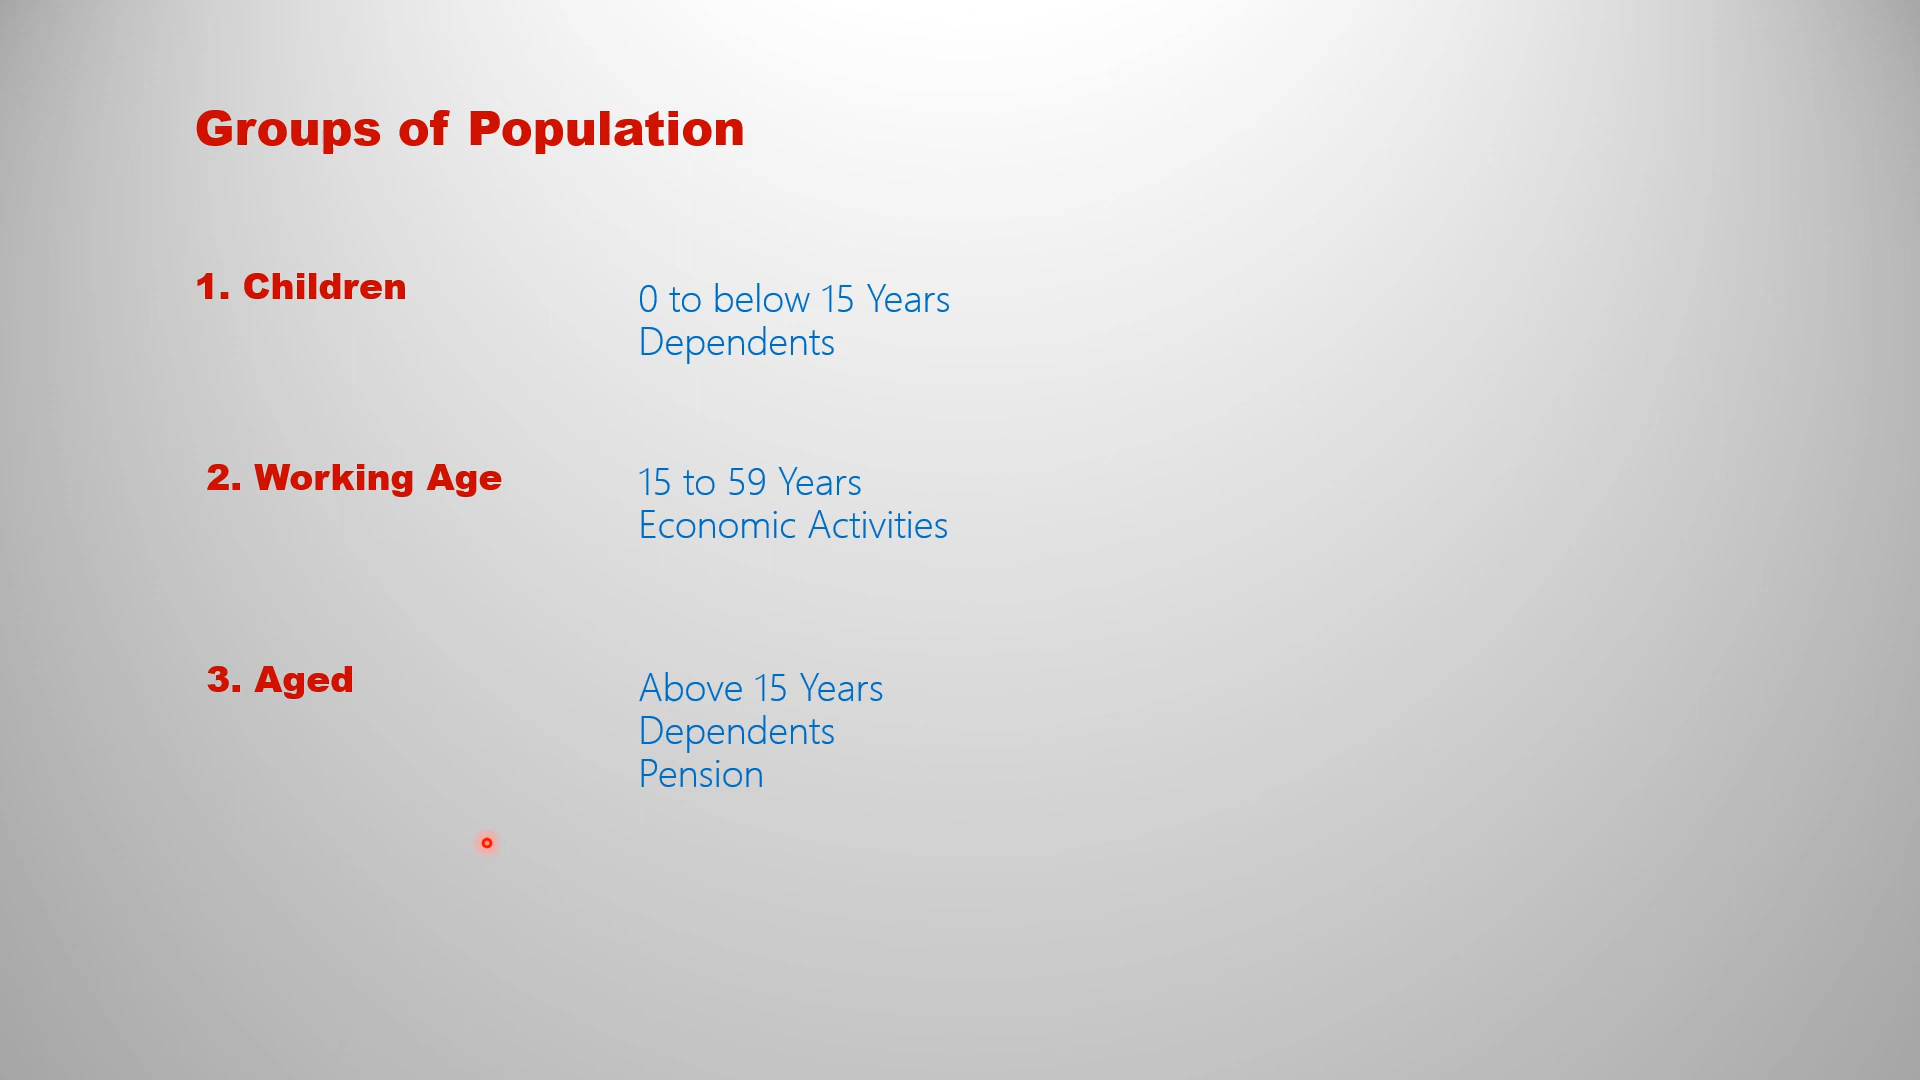 Groups of Population
1. Children
0 to below 15 Years
Dependents
2. Working Age
15 to 59 Years
Economic Activities
3. Aged
Above 15 Years
Dependents
Pension